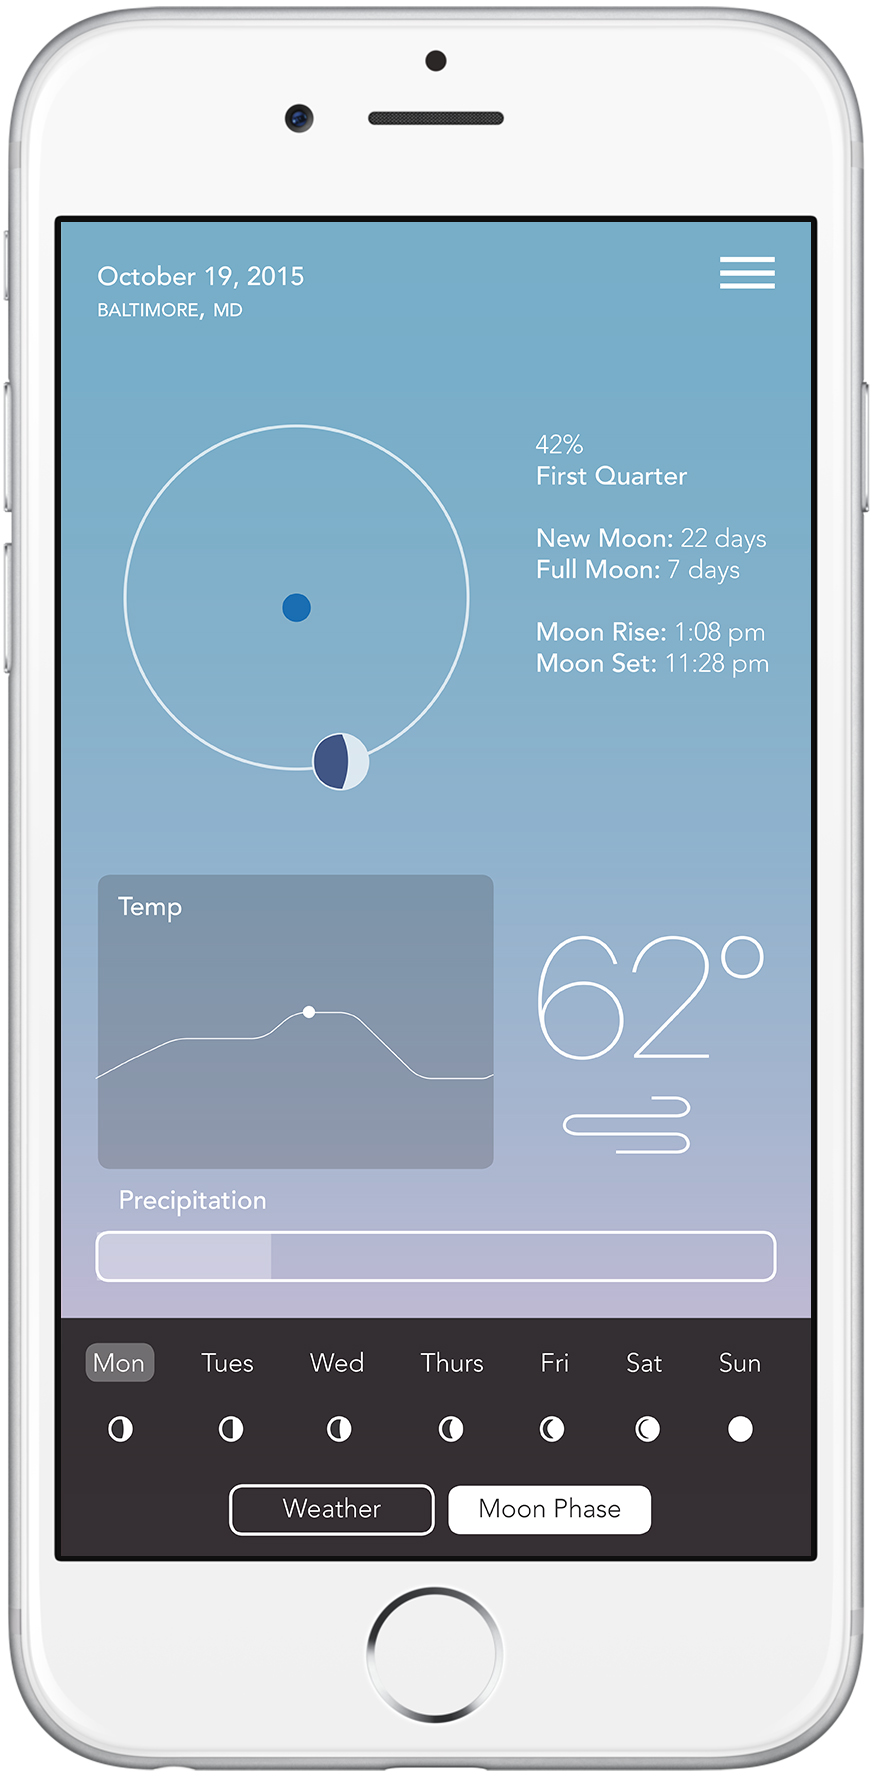 October 19, 2015
BALTIMORE, MD
42%
First Quarter
New Moon: 22 days
Full Moon: 7 days
Moon Rise: 1:08 pm
Moon Set: 11:28 pm
Temp
62°
Precipitation
Mon Tues Wed Thurs Fri Sat Sun
Weather Moon Phase